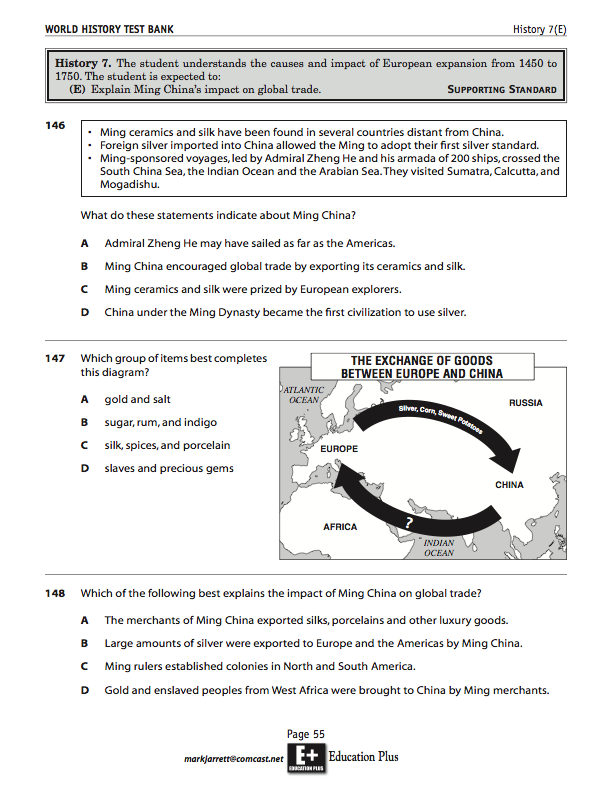 WORLD HISTORY TEST BANK History 7(E)
History 7. The student understands the causes and impact of European expansion from 1450 to
1750. The student is expected to:
(E) Explain Ming China's impact on global trade. SUPPORTING STANDARD
146
• Ming ceramics and silk have been found in several countries distant from China.
• Foreign silver imported into China allowed the Ming to adopt their first silver standard.
• Ming-sponsored voyages, led by Admiral Zheng He and his armada of 200 ships, crossed the
South China Sea, the Indian Ocean and the Arabian Sea. They visited Sumatra, Calcutta, and
Mogadishu.
What do these statements indicate about Ming China?
A Admiral Zheng He may have sailed as far as the Americas.
B Ming China encouraged global trade by exporting its ceramics and silk.
C Ming ceramics and silk were prized by European explorers.
D China under the Ming Dynasty became the first civilization to use silver.
147 Which group of items best completes
this diagram?
A gold and salt
B sugar, rum, and indigo
C silk, spices, and porcelain
D slaves and precious gems
THE EXCHANGE OF GOODS
BETWEEN EUROPE AND CHINA
ATLANTIC
OCEAN
RUSSIA
Silver, Corn, Sweet Potatoes
EUROPE
CHINA
AFRICA
?
INDIAN
OCEAN
148 Which of the following best explains the impact of Ming China on global trade?
A The merchants of Ming China exported silks, porcelains and other luxury goods.
B Large amounts of silver were exported to Europe and the Americas by Ming China.
C Ming rulers established colonies in North and South America.
D Gold and enslaved peoples from West Africa were brought to China by Ming merchants.
Page 55
markjarrett@comcast.net E+ EDUCATION PLUS Education Plus